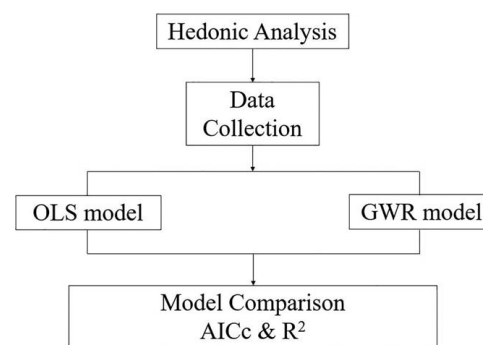 Hedonic Analysis
Data
Collection
OLS model
GWR model
Model Comparison
AICc & R²